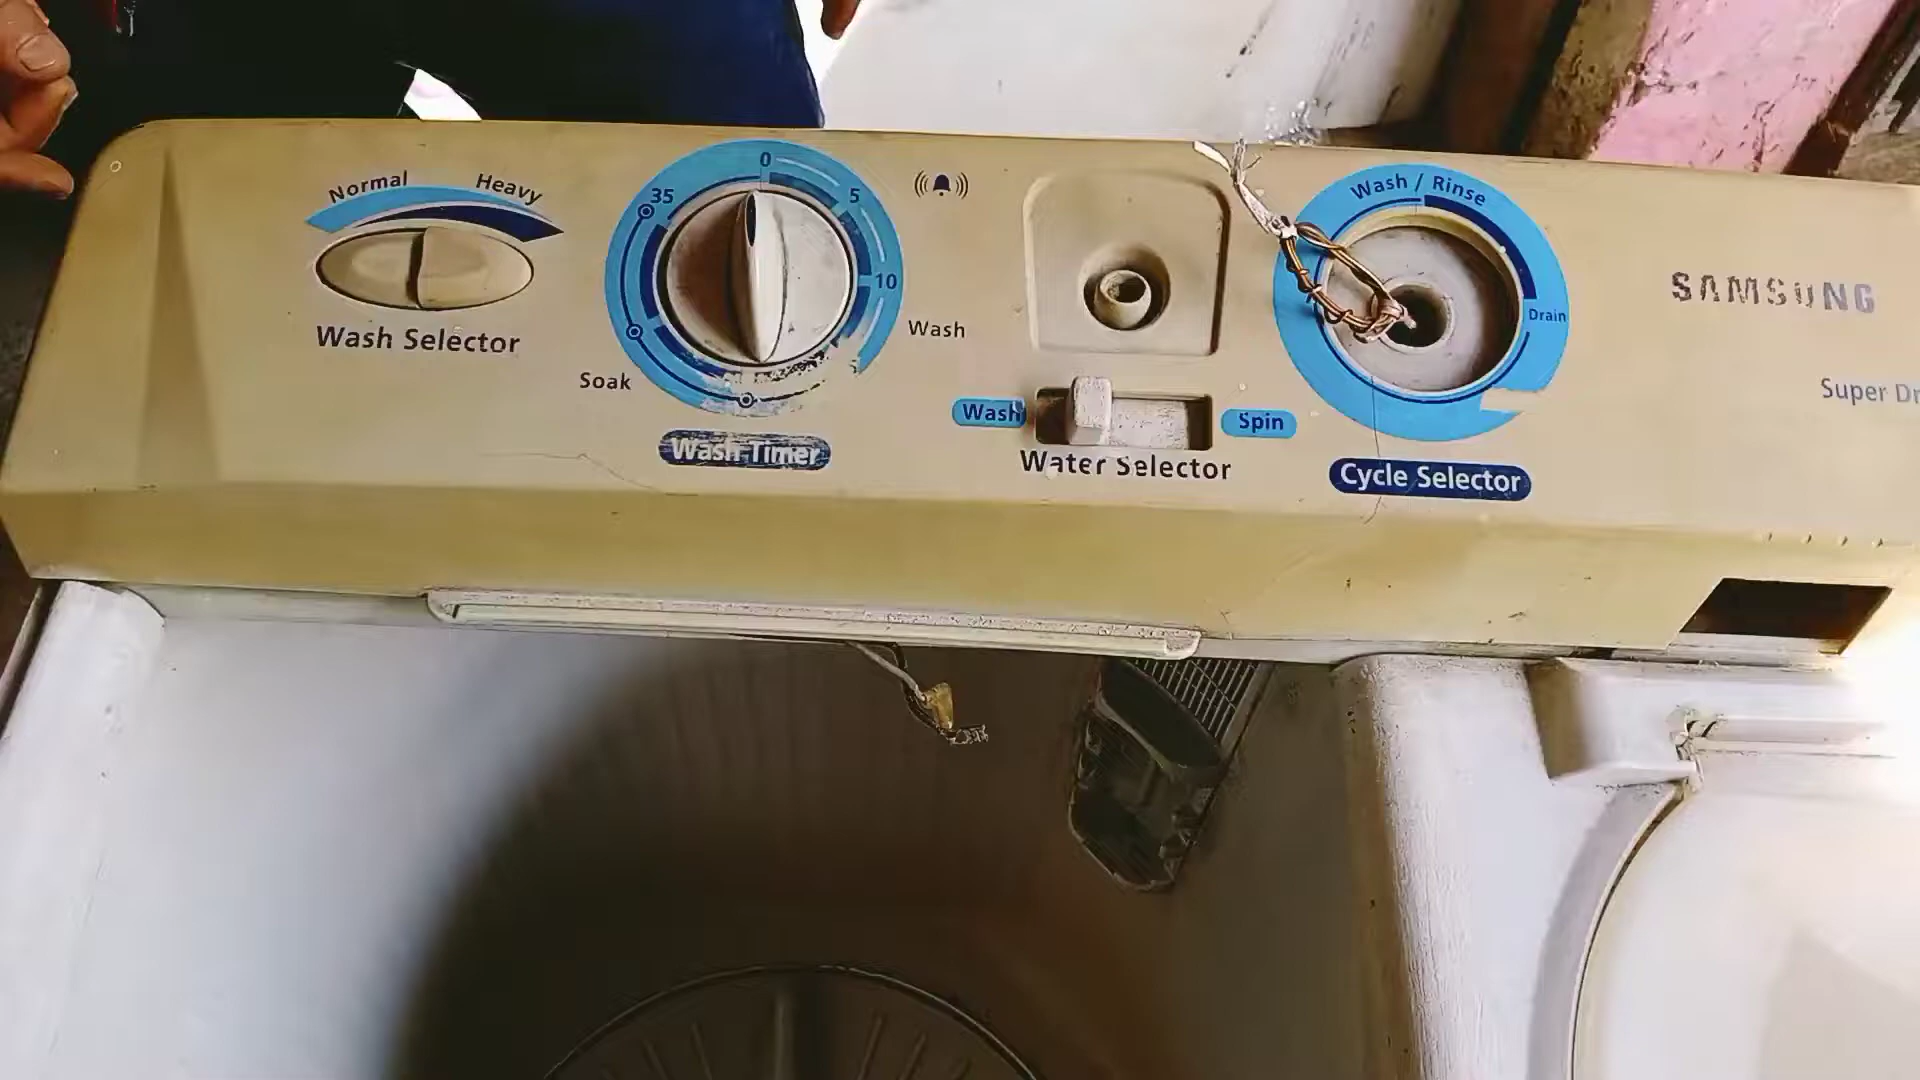 Normal Heavy
Wash Selector
0
5
10
35
Wash
Soak
Wash Timer
Wash
Spin
Water Selector
Wash / Rinse
Drain
Cycle Selector
SAMSUNG
Super